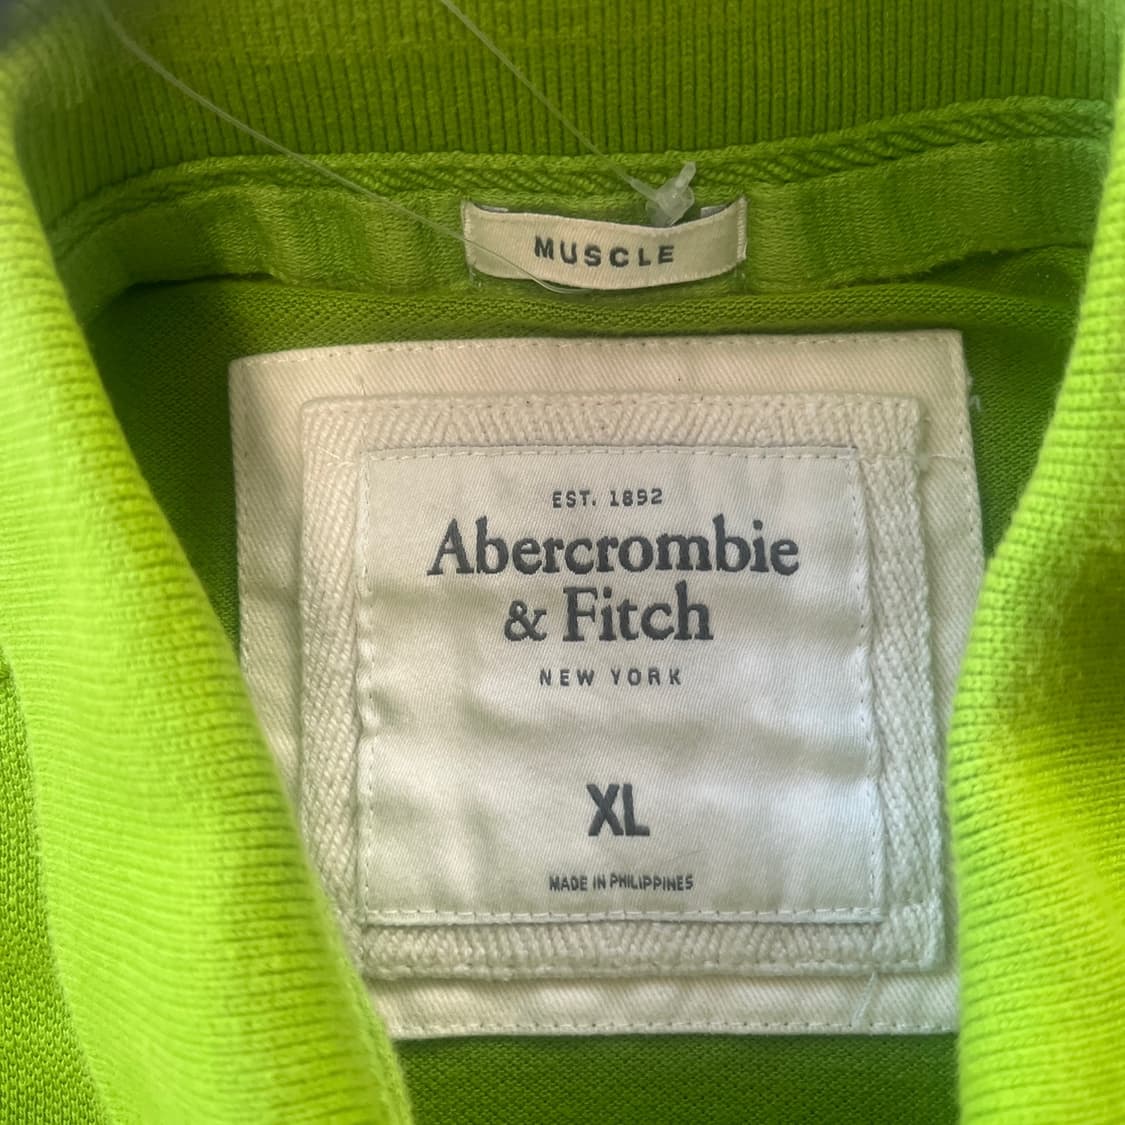 MUSCLE
EST. 1892
Abercrombie
& Fitch
NEW YORK
XL
MADE IN PHILIPPINES